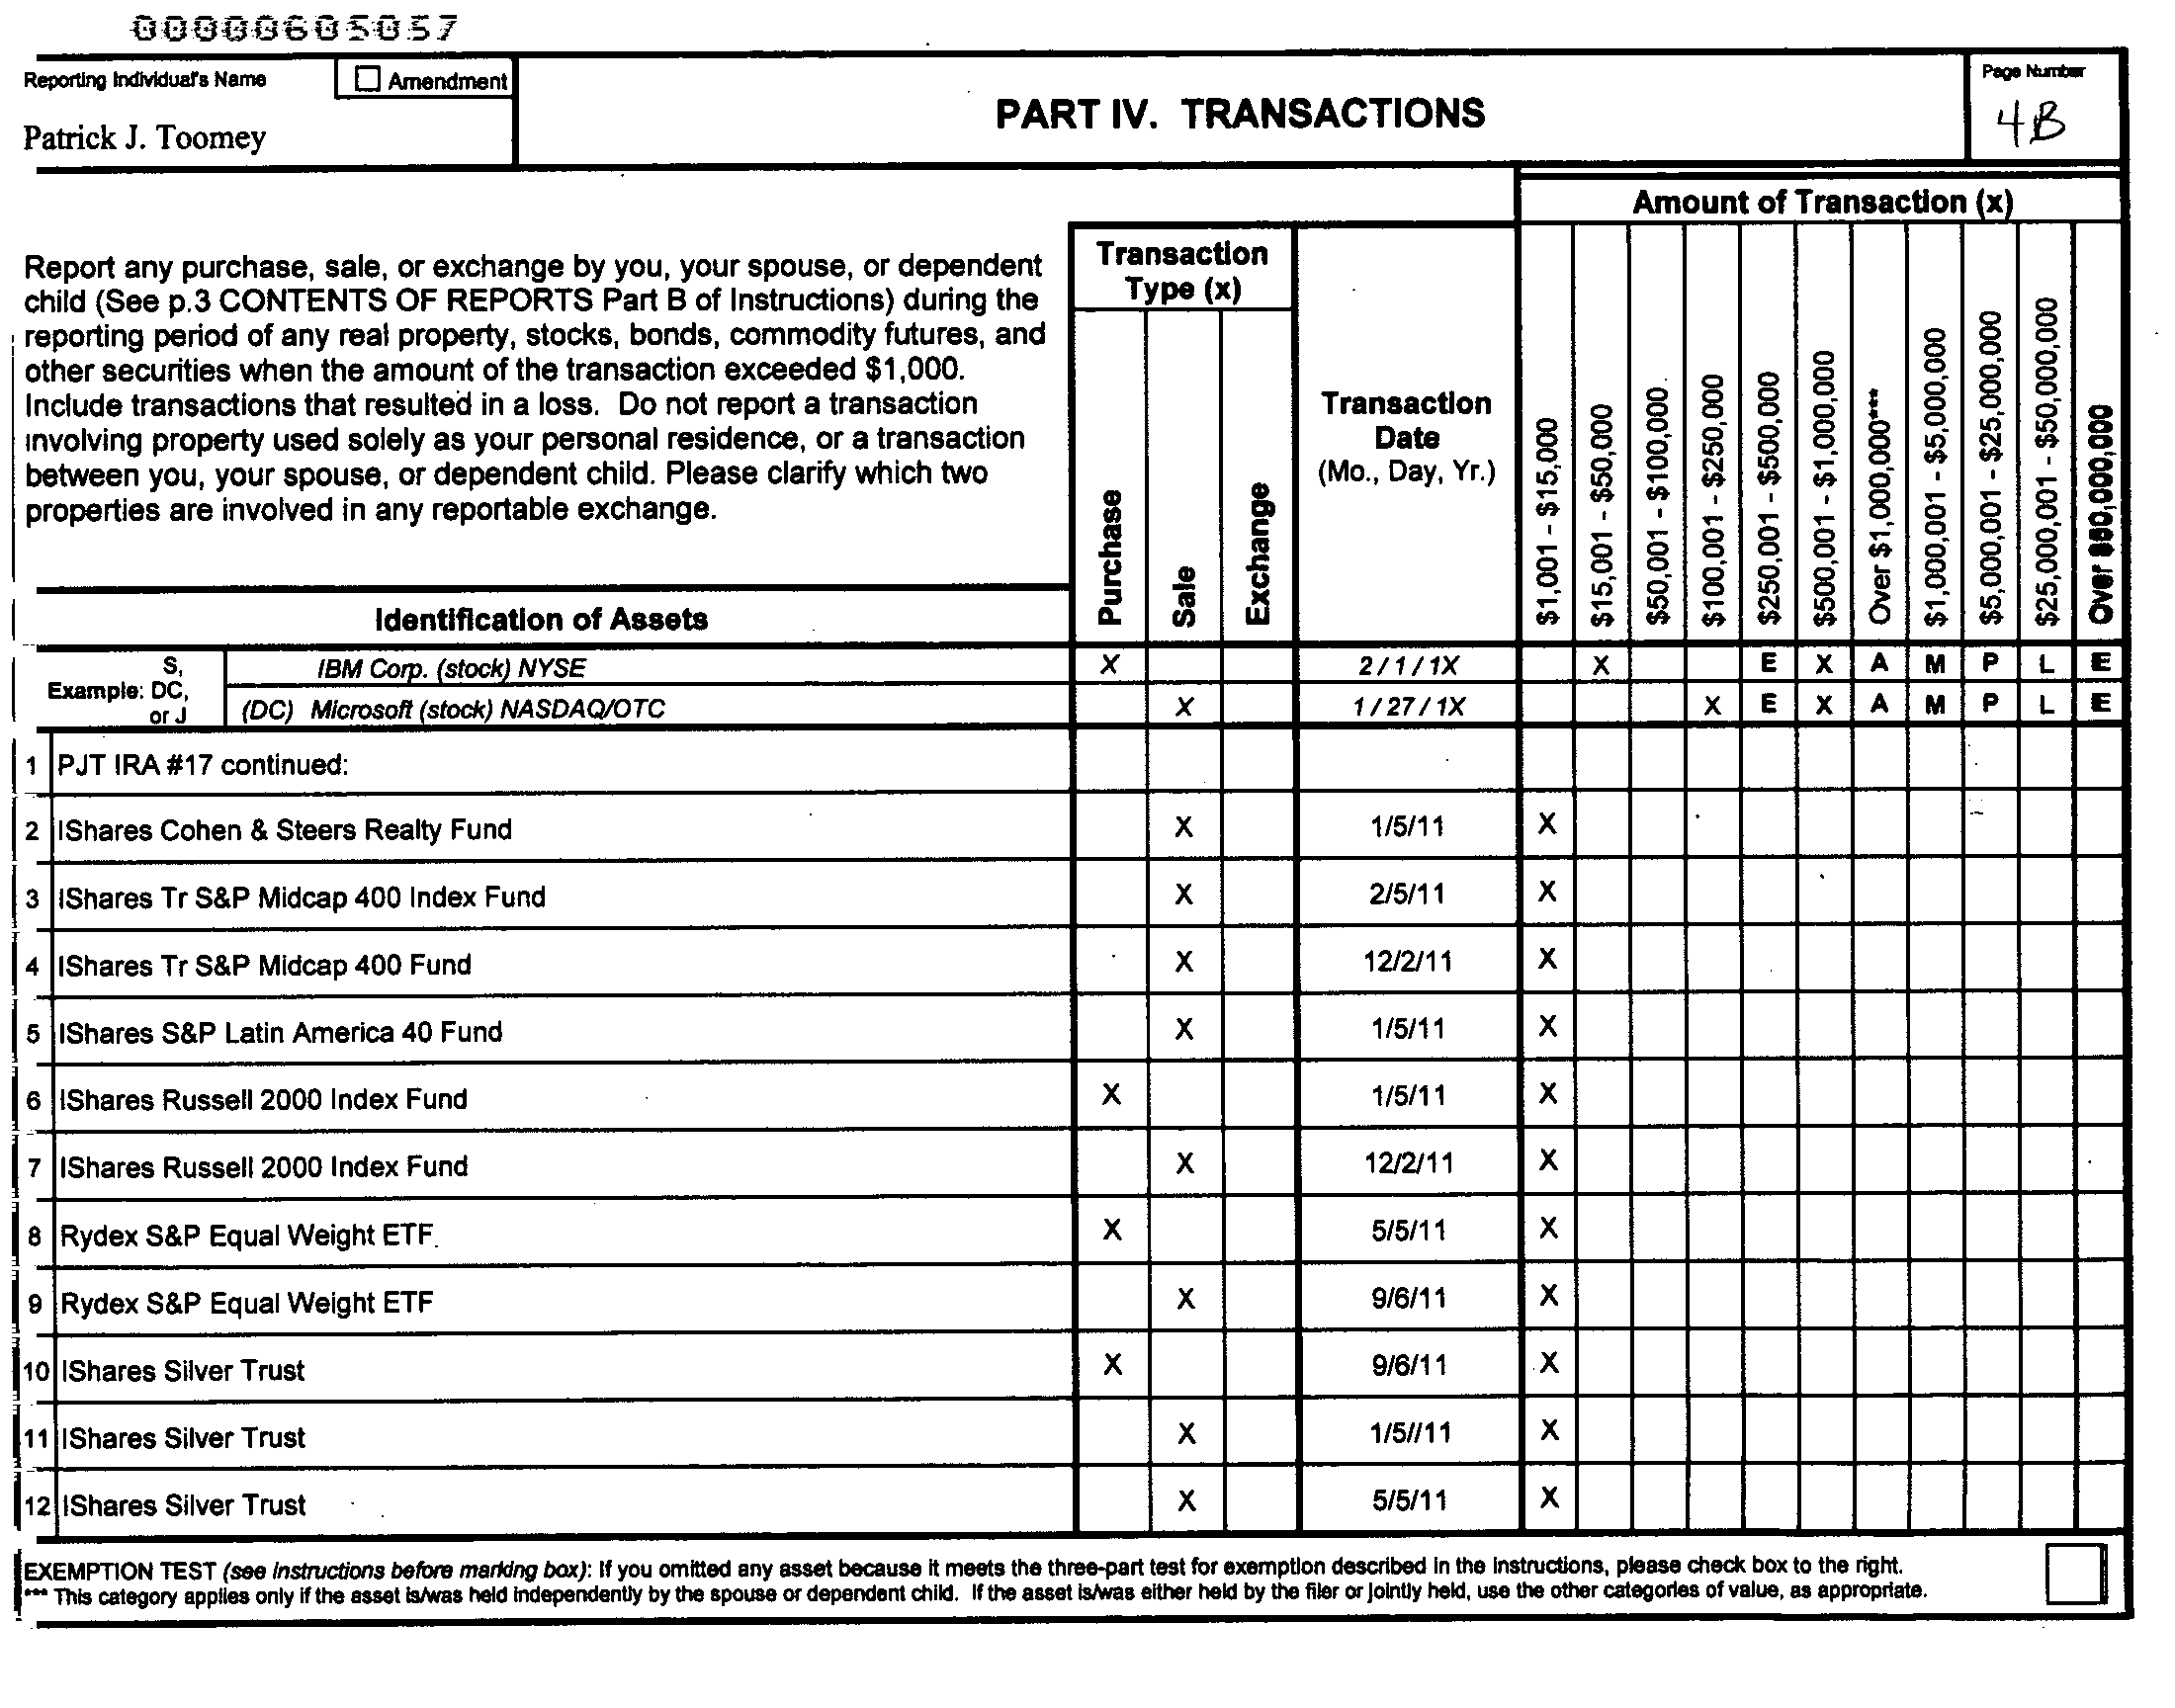 00000605057
Reporting Individual's Name
☐ Amendment
Patrick J. Toomey
PART IV. TRANSACTIONS
Page Number
4B
Amount of Transaction (x)
Report any purchase, sale, or exchange by you, your spouse, or dependent
child (See p.3 CONTENTS OF REPORTS Part B of Instructions) during the
reporting period of any real property, stocks, bonds, commodity futures, and
other securities when the amount of the transaction exceeded $1,000.
Include transactions that resulted in a loss. Do not report a transaction
involving property used solely as your personal residence, or a transaction
between you, your spouse, or dependent child. Please clarify which two
properties are involved in any reportable exchange.
Identification of Assets
Transaction
Type (x)
Purchase
Sale
Exchange
Transaction
Date
(Mo., Day, Yr.)
$1,001 - $15,000
$15,001 - $50,000
$50,001 - $100,000
$100,001 - $250,000
$250,001 - $500,000
$500,001 - $1,000,000
Over $1,000,000***
$1,000,001 - $5,000,000
$5,000,001 - $25,000,000
$25,000,001 - $50,000,000
Over $50,000,000
Example:
S,
DC,
or J
IBM Corp. (stock) NYSE X 2 / 1 / 1X X E X A M P L E
(DC) Microsoft (stock) NASDAQ/OTC X 1 / 27 / 1X X E X A M P L E
1 PJT IRA #17 continued:
2 IShares Cohen & Steers Realty Fund X 1/5/11 X
3 IShares Tr S&P Midcap 400 Index Fund X 2/5/11 X
4 IShares Tr S&P Midcap 400 Fund X 12/2/11 X
5 IShares S&P Latin America 40 Fund X 1/5/11 X
6 IShares Russell 2000 Index Fund X 1/5/11 X
7 IShares Russell 2000 Index Fund X 12/2/11 X
8 Rydex S&P Equal Weight ETF X 5/5/11 X
9 Rydex S&P Equal Weight ETF X 9/6/11 X
10 IShares Silver Trust X 9/6/11 X
11 IShares Silver Trust X 1/5//11 X
12 IShares Silver Trust X 5/5/11 X
EXEMPTION TEST (see instructions before marking box): If you omitted any asset because it meets the three-part test for exemption described in the instructions, please check box to the right.
*** This category applies only if the asset is/was held independently by the spouse or dependent child. If the asset is/was either held by the filer or jointly held, use the other categories of value, as appropriate.